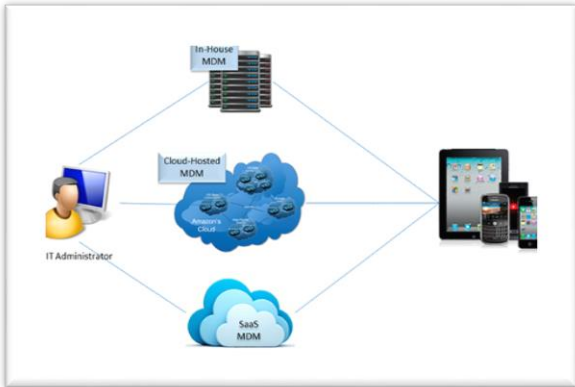 In-House
MDM
Cloud-Hosted
MDM
Amazon's
Cloud
IT Administrator
SaaS
MDM